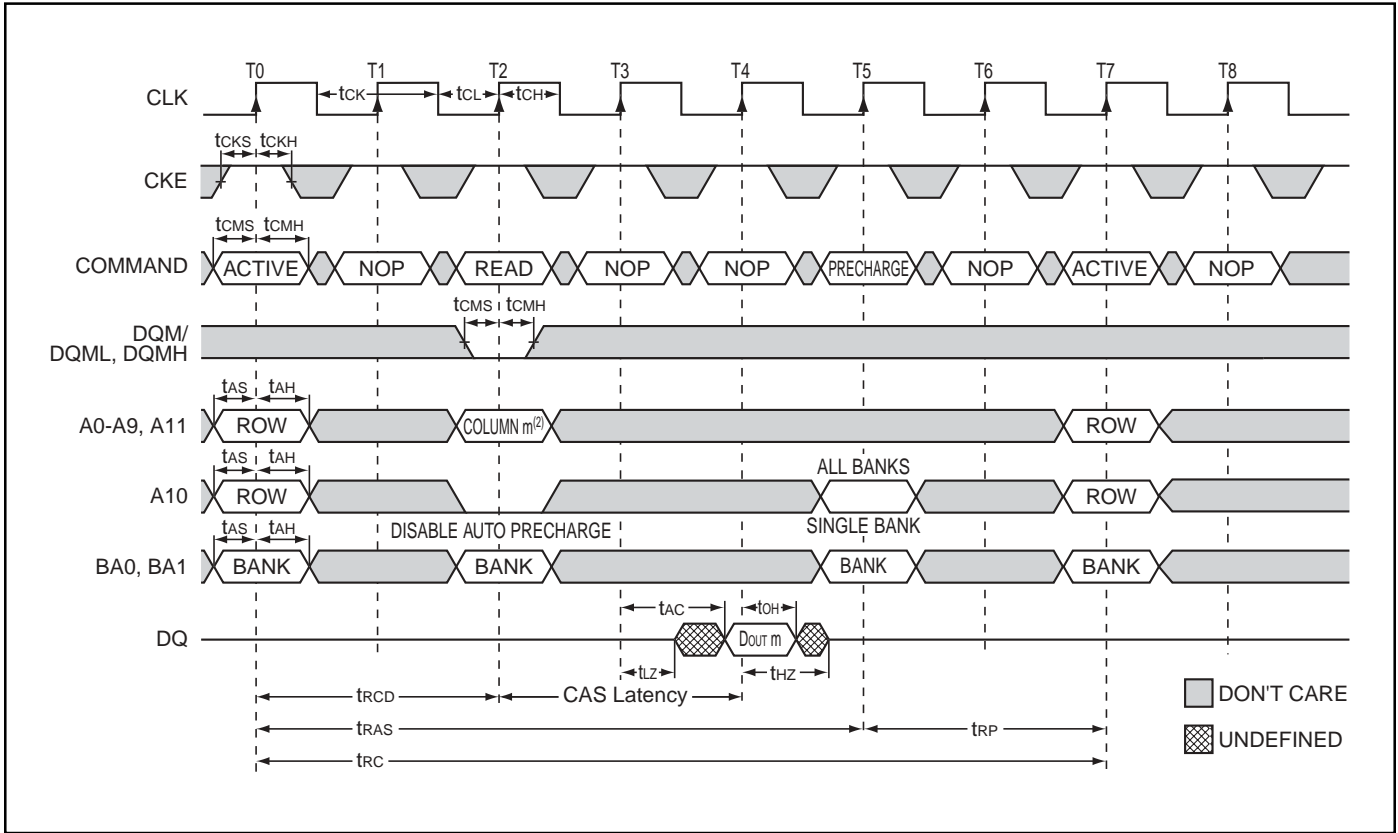 T0 T1 T2 T3 T4 T5 T6 T7 T8
CLK tCK tCL tCH
tCKS tCKH
CKE
tCMS tCMH
COMMAND ACTIVE NOP READ NOP NOP PRECHARGE NOP ACTIVE NOP
tCMS tCMH
DQM/
DQML, DQMH
tAS tAH
A0-A9, A11 ROW COLUMN m(2) ROW
tAS tAH ALL BANKS
A10 ROW ROW
tAS tAH DISABLE AUTO PRECHARGE SINGLE BANK
BA0, BA1 BANK BANK BANK BANK
tAC tOH
DQ DOUT m
tLZ tHZ
tRCD CAS Latency
DON'T CARE
tRAS tRP
UNDEFINED
tRC